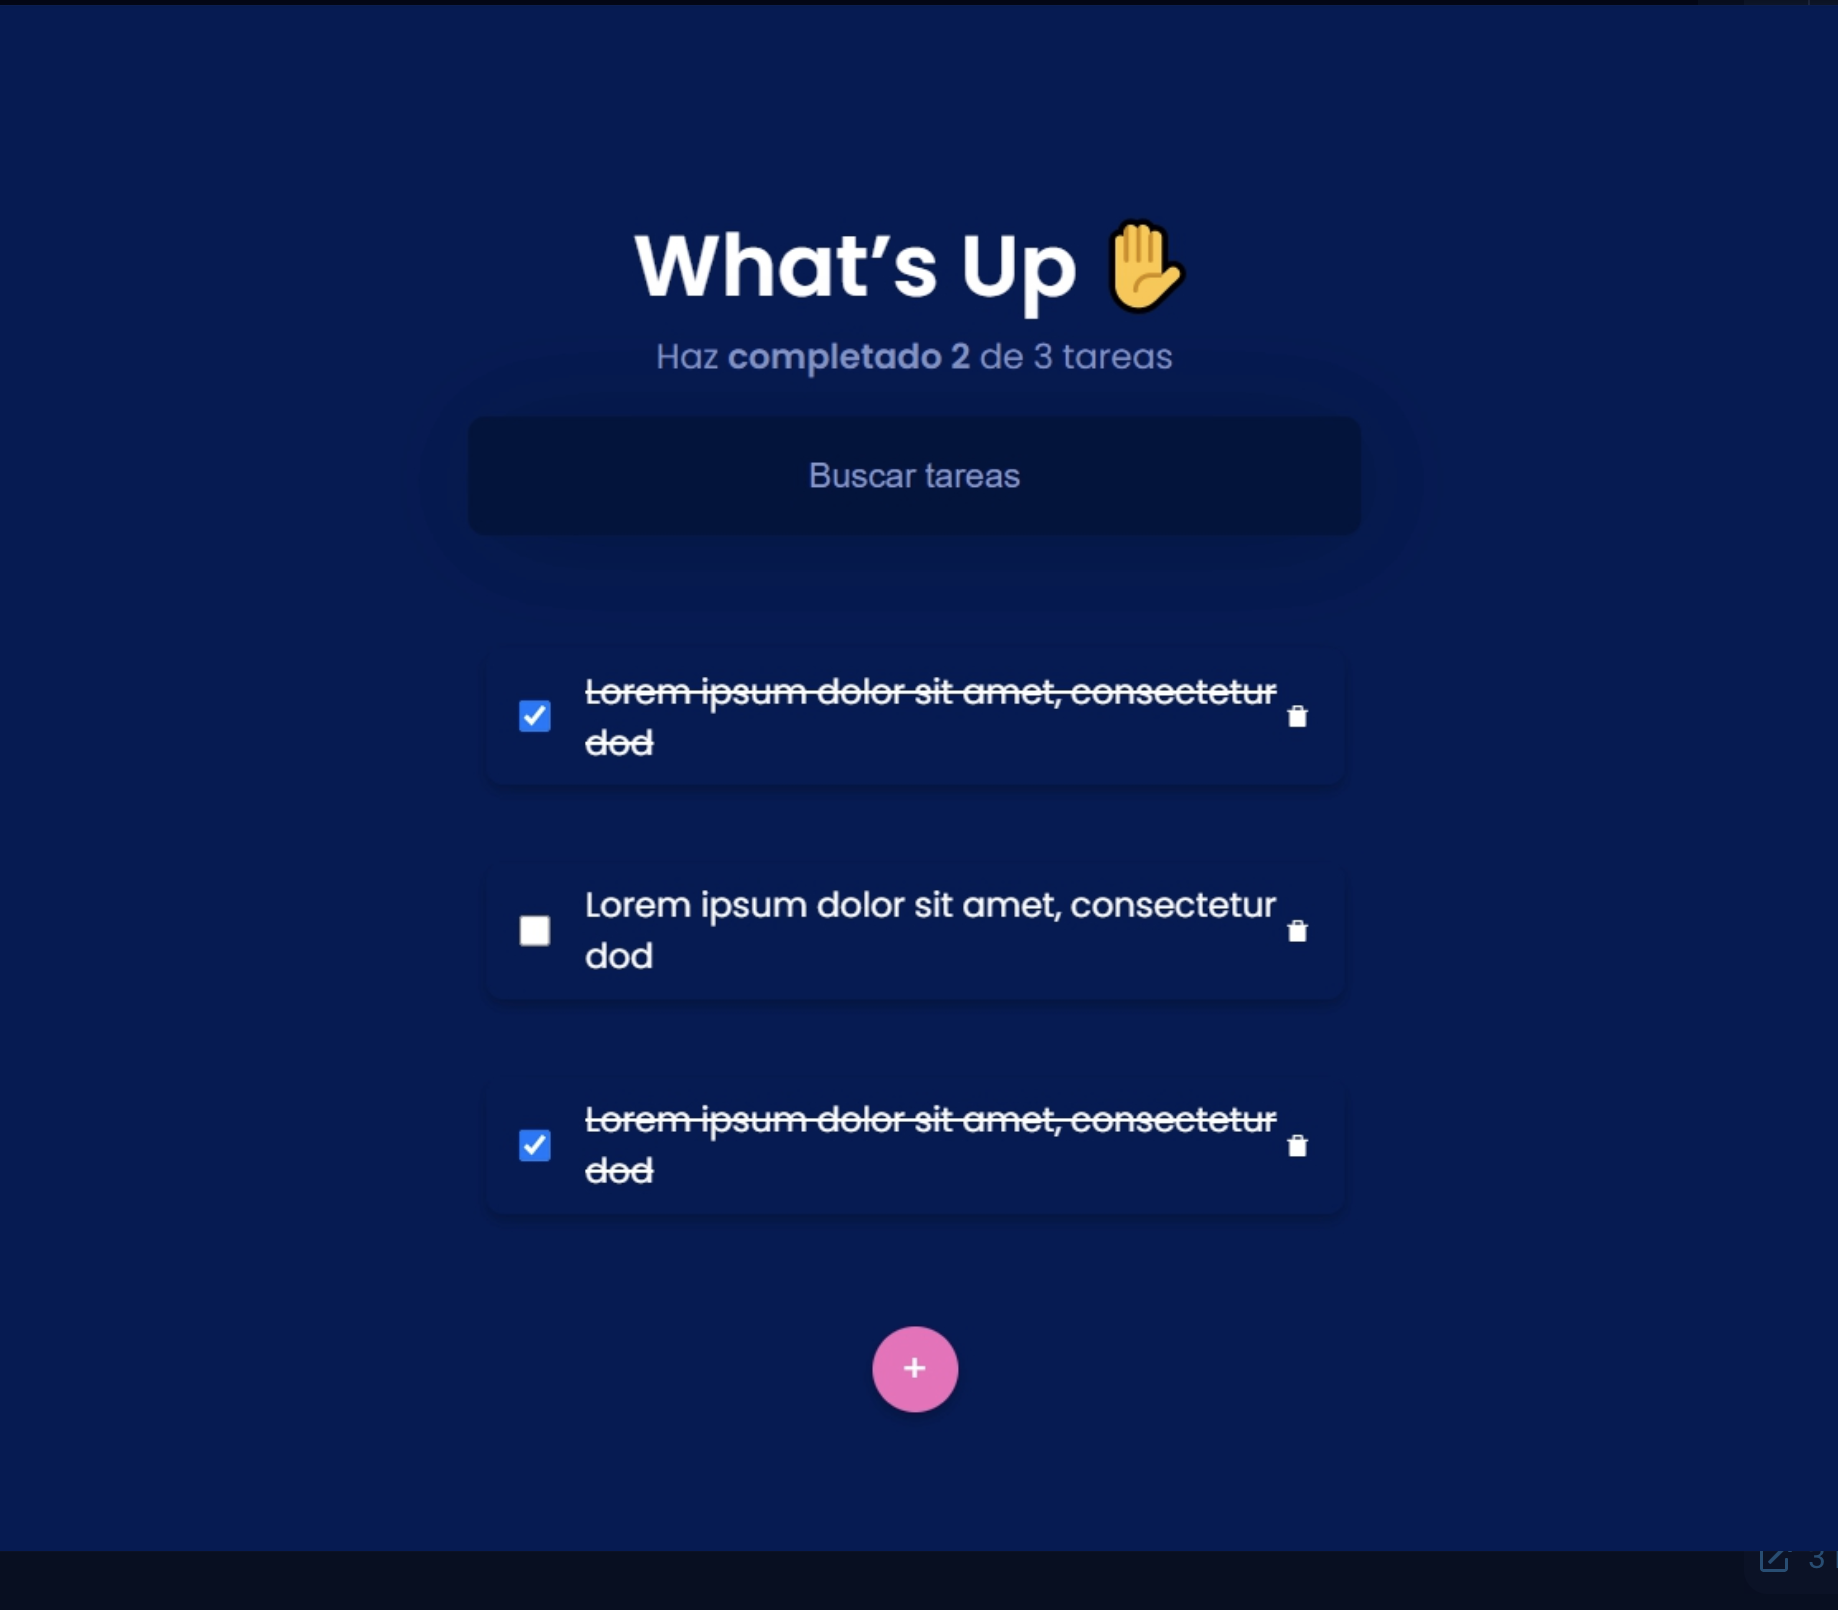 What’s Up ✋
Haz completado 2 de 3 tareas
Buscar tareas
Lorem ipsum dolor sit amet, consectetur
dod
Lorem ipsum dolor sit amet, consectetur
dod
Lorem ipsum dolor sit amet, consectetur
dod
+
3